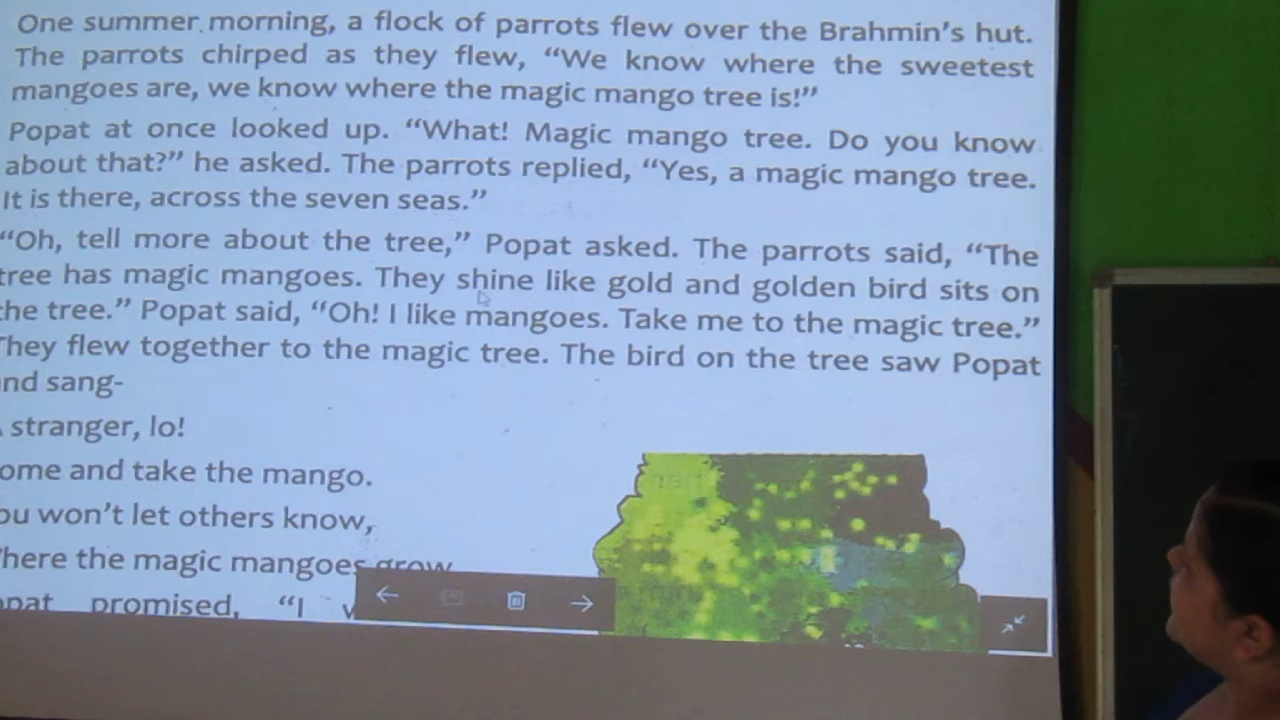 One summer morning, a flock of parrots flew over the Brahmin's hut.
The parrots chirped as they flew, "We know where the sweetest
mangoes are, we know where the magic mango tree is!"
Popat at once looked up. "What! Magic mango tree. Do you know
about that?" he asked. The parrots replied, "Yes, a magic mango tree.
It is there, across the seven seas."
"Oh, tell more about the tree," Popat asked. The parrots said, "The
tree has magic mangoes. They shine like gold and golden bird sits on
the tree." Popat said, "Oh! I like mangoes. Take me to the magic tree."
They flew together to the magic tree. The bird on the tree saw Popat
and sang-
stranger, lo!
ome and take the mango.
ou won't let others know,
here the magic mangoes grow
pat promised, "I